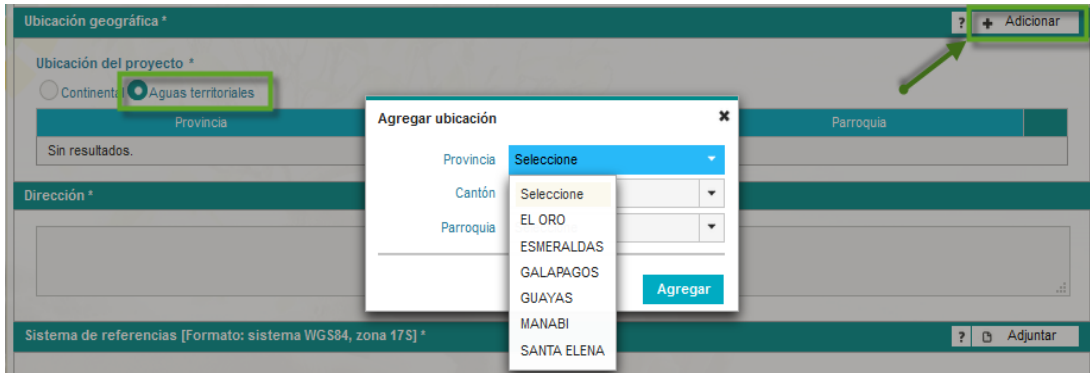 Ubicación geográfica * ? Adicionar
Ubicación del proyecto *
Continental Aguas territoriales
Provincia Parroquia
Sin resultados.
Agregar ubicación
Provincia Seleccione
Cantón
Parroquia
Seleccione
EL ORO
ESMERALDAS
GALAPAGOS
GUAYAS
MANABI
SANTA ELENA
Agregar
Dirección *
Sistema de referencias [Formato: sistema WGS84, zona 17S] * ? Adjuntar